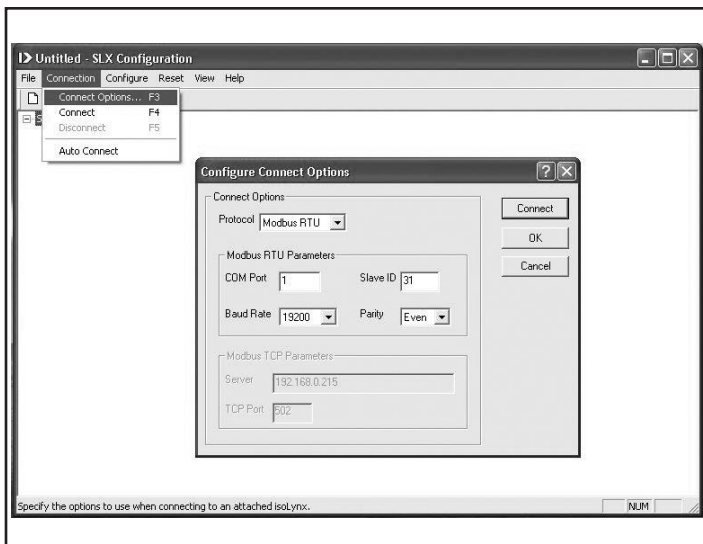 Untitled - SLX Configuration
File Connection Configure Reset View Help
Connect Options... F3
Connect F4
Disconnect F5
Auto Connect
S
Configure Connect Options
Connect Options
Protocol Modbus RTU
Connect
OK
Cancel
Modbus RTU Parameters
COM Port 1 Slave ID 31
Baud Rate 19200 Parity Even
Modbus TCP Parameters
Server 192.168.0.215
TCP Port 502
Specify the options to use when connecting to an attached isoLynx. NUM